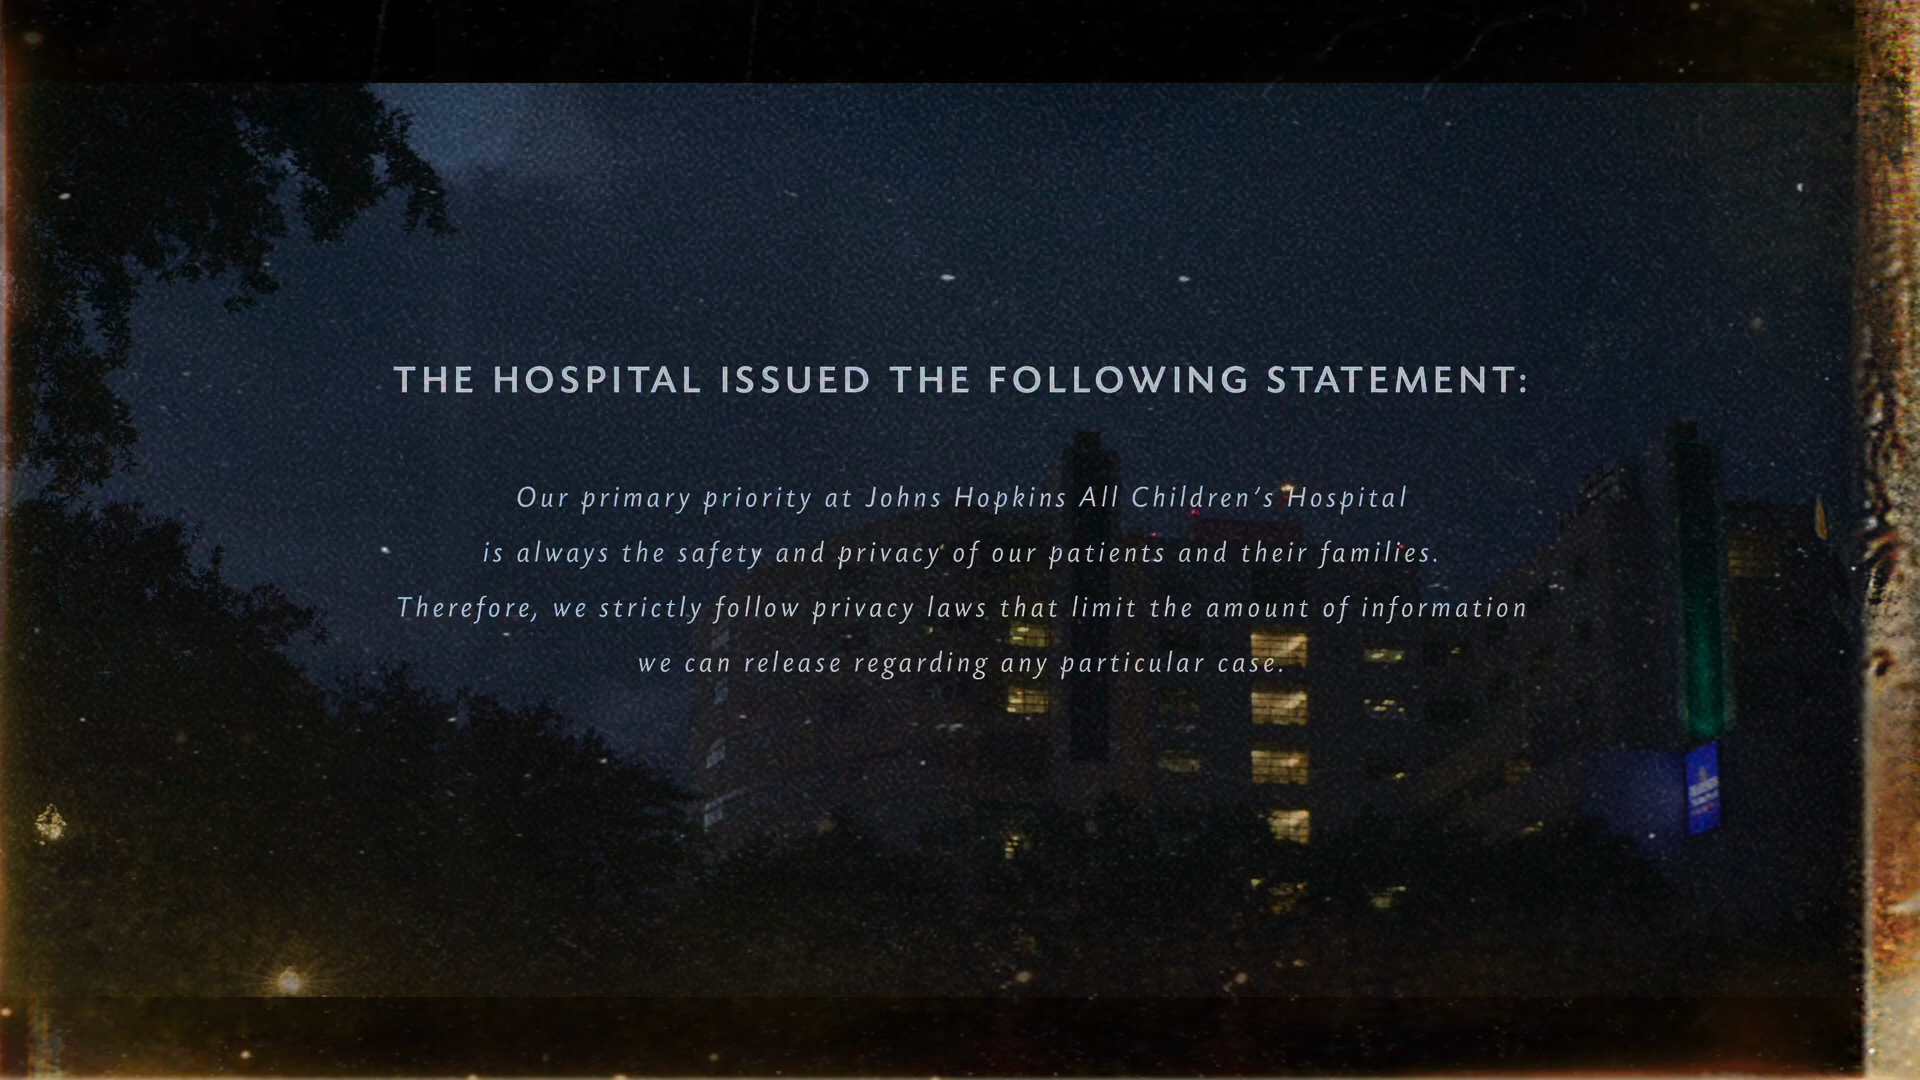 THE HOSPITAL ISSUED THE FOLLOWING STATEMENT:
Our primary priority at Johns Hopkins All Children’s Hospital
is always the safety and privacy of our patients and their families.
Therefore, we strictly follow privacy laws that limit the amount of information
we can release regarding any particular case.